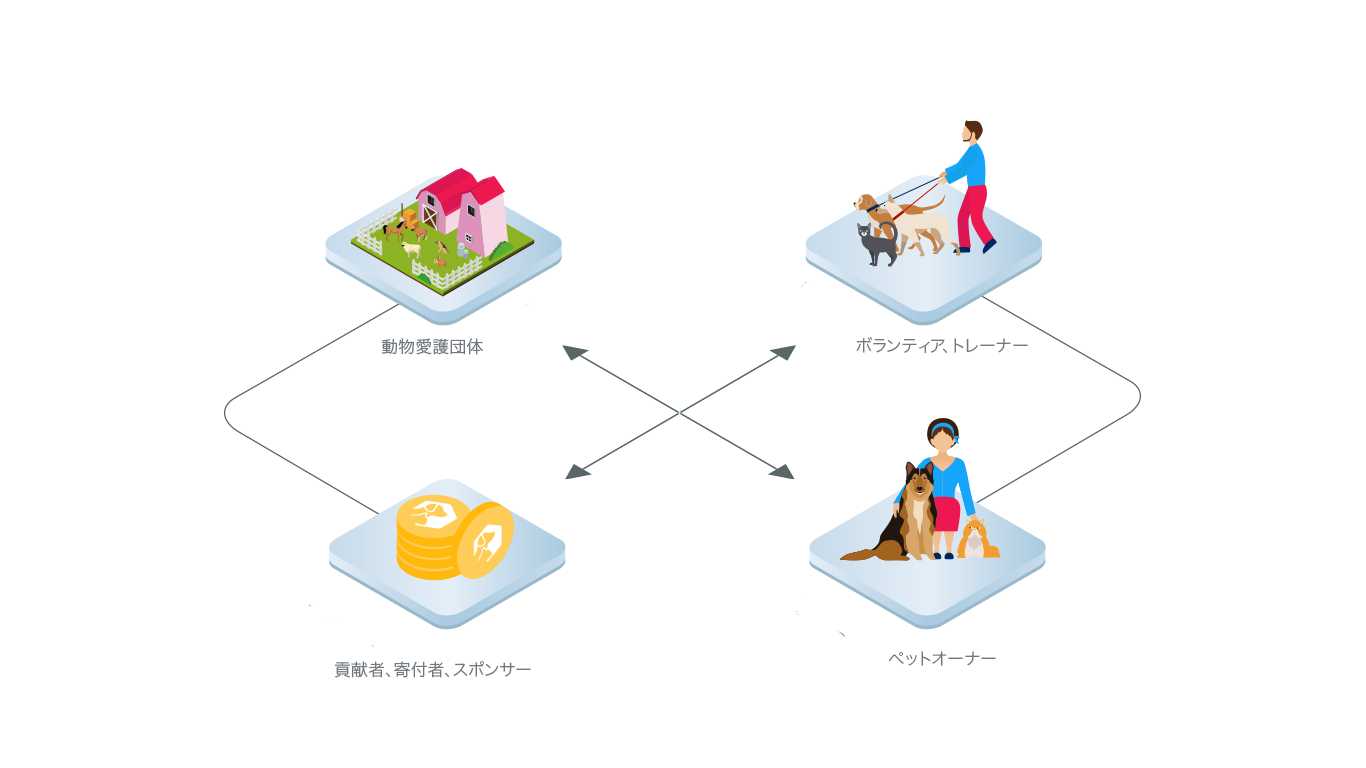 動物愛護団体
ボランティア、トレーナー
貢献者、寄付者、スポンサー
ペットオーナー